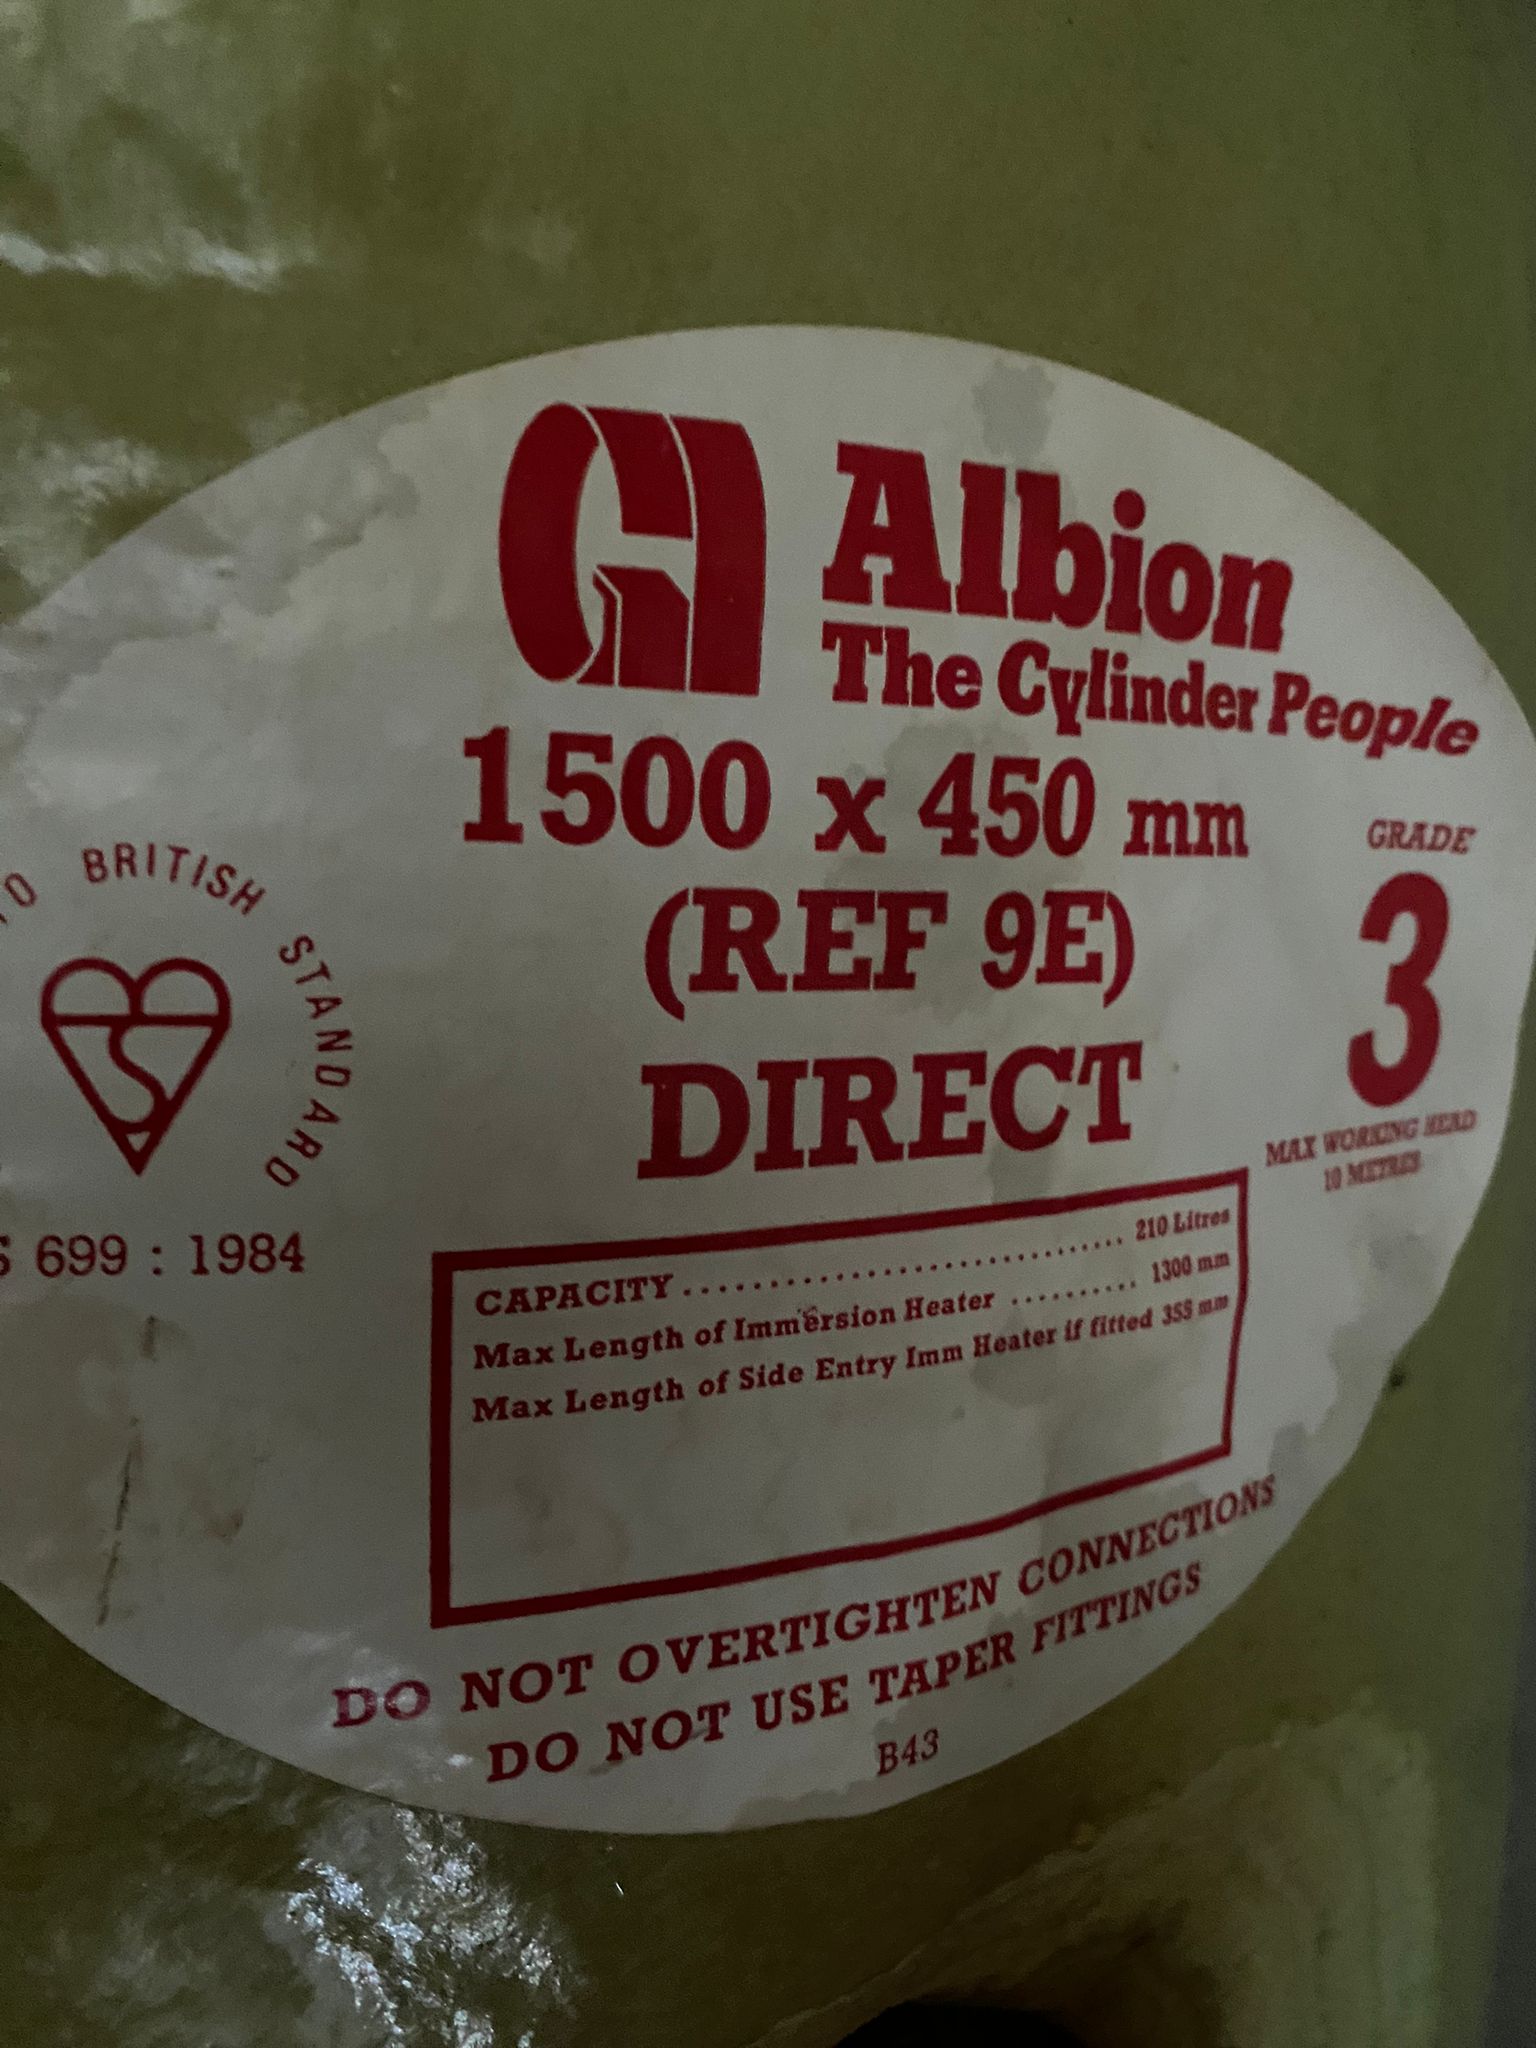 Albion
The Cylinder People
1500 x 450 mm
(REF 9E)
DIRECT
GRADE
3
MAX WORKING HEAD
10 METRES
BRITISH STANDARD
699 : 1984
CAPACITY .............................. 210 Litres
Max Length of Immersion Heater .......... 1300 mm
Max Length of Side Entry Imm Heater if fitted 355 mm
DO NOT OVERTIGHTEN CONNECTIONS
DO NOT USE TAPER FITTINGS
B43